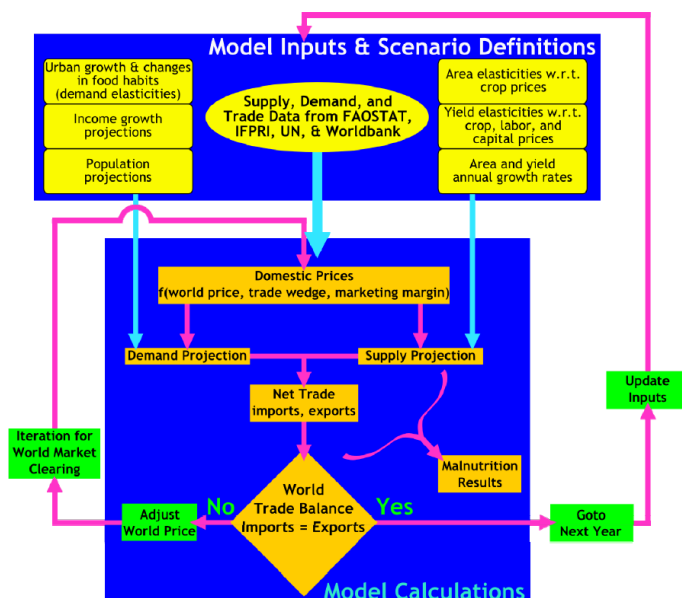 Model Inputs & Scenario Definitions
Urban growth & changes
in food habits
(demand elasticities)
Income growth
projections
Population
projections
Supply, Demand, and
Trade Data from FAOSTAT,
IFPRI, UN, & Worldbank
Area elasticities w.r.t.
crop prices
Yield elasticities w.r.t.
crop, labor, and
capital prices
Area and yield
annual growth rates
Domestic Prices
f(world price, trade wedge, marketing margin)
Demand Projection
Supply Projection
Net Trade
imports, exports
Update
Inputs
Iteration for
World Market
Clearing
Malnutrition
Results
World
Trade Balance
Imports = Exports
No
Yes
Adjust
World Price
Goto
Next Year
Model Calculations